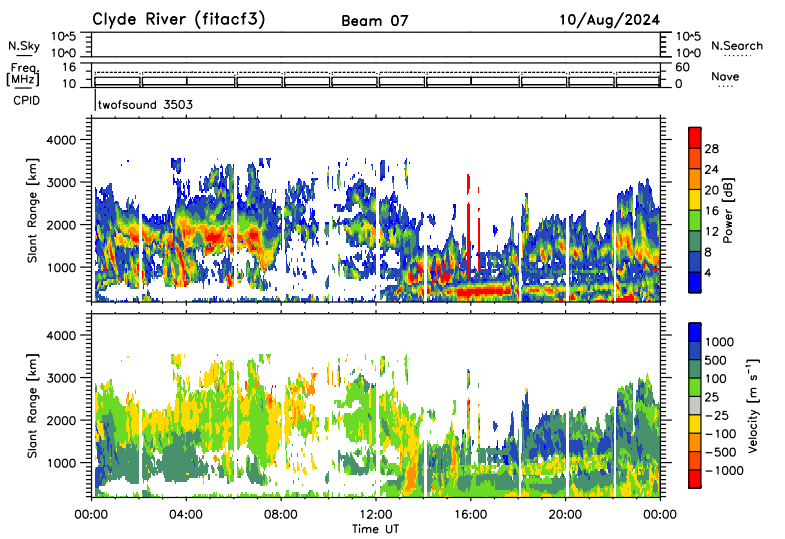 Clyde River (fitacf3) Beam 07 10/Aug/2024
N.Sky 10^5 10^0 10^5 10^0 N.Search
Freq. [MHz] 16 10 60 0 Nave
CPID twofsound 3503
Slant Range [km] 4000 3000 2000 1000
Power [dB] 28 24 20 16 12 8 4
Slant Range [km] 4000 3000 2000 1000
Velocity [m s⁻¹] 1000 500 100 25 −25 −100 −500 −1000
00:00 04:00 08:00 12:00 16:00 20:00 00:00
Time UT